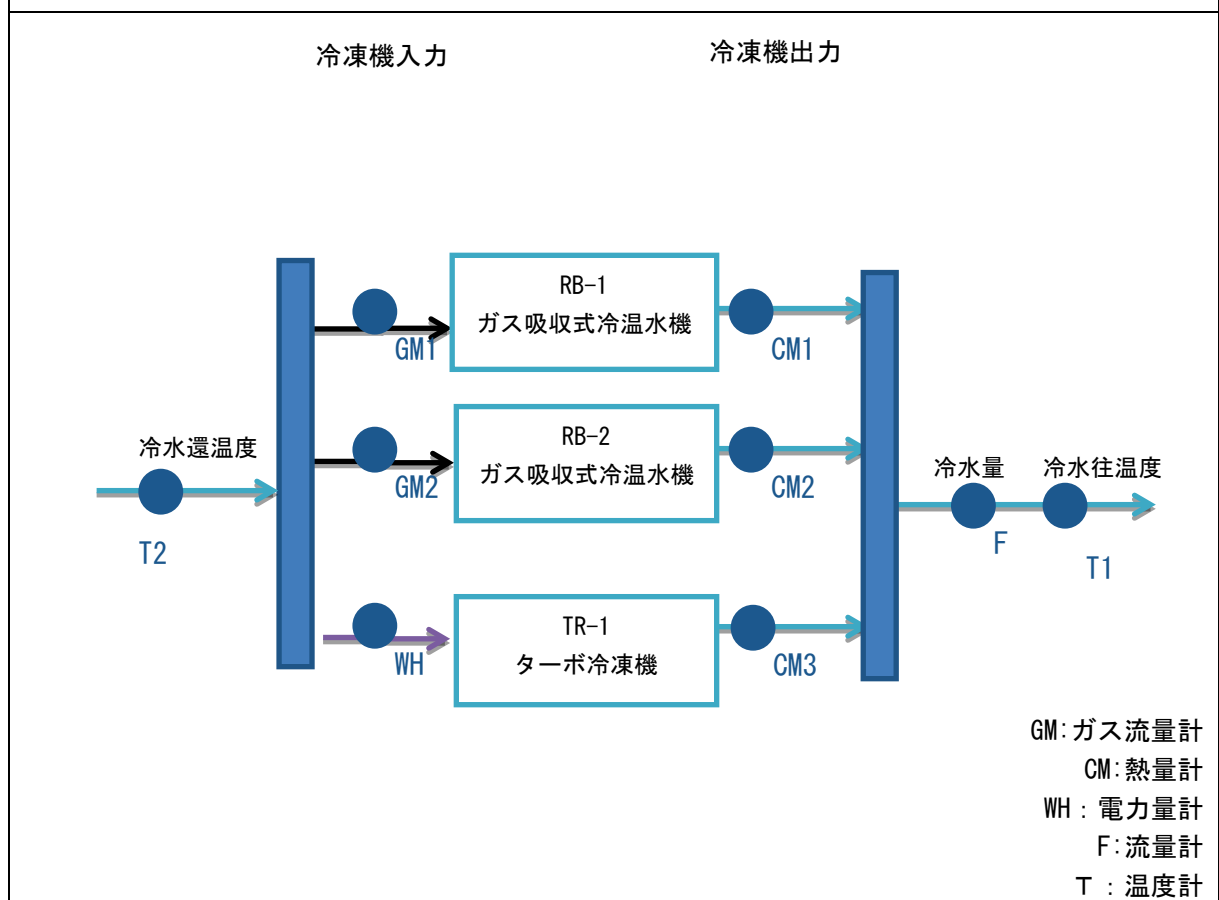 冷凍機入力
冷凍機出力
RB-1
ガス吸収式冷温水機
GM1
CM1
RB-2
ガス吸収式冷温水機
GM2
CM2
冷水還温度
T2
冷水量
冷水往温度
F
T1
TR-1
ターボ冷凍機
WH
CM3
GM:ガス流量計
CM:熱量計
WH：電力量計
F:流量計
Ｔ：温度計